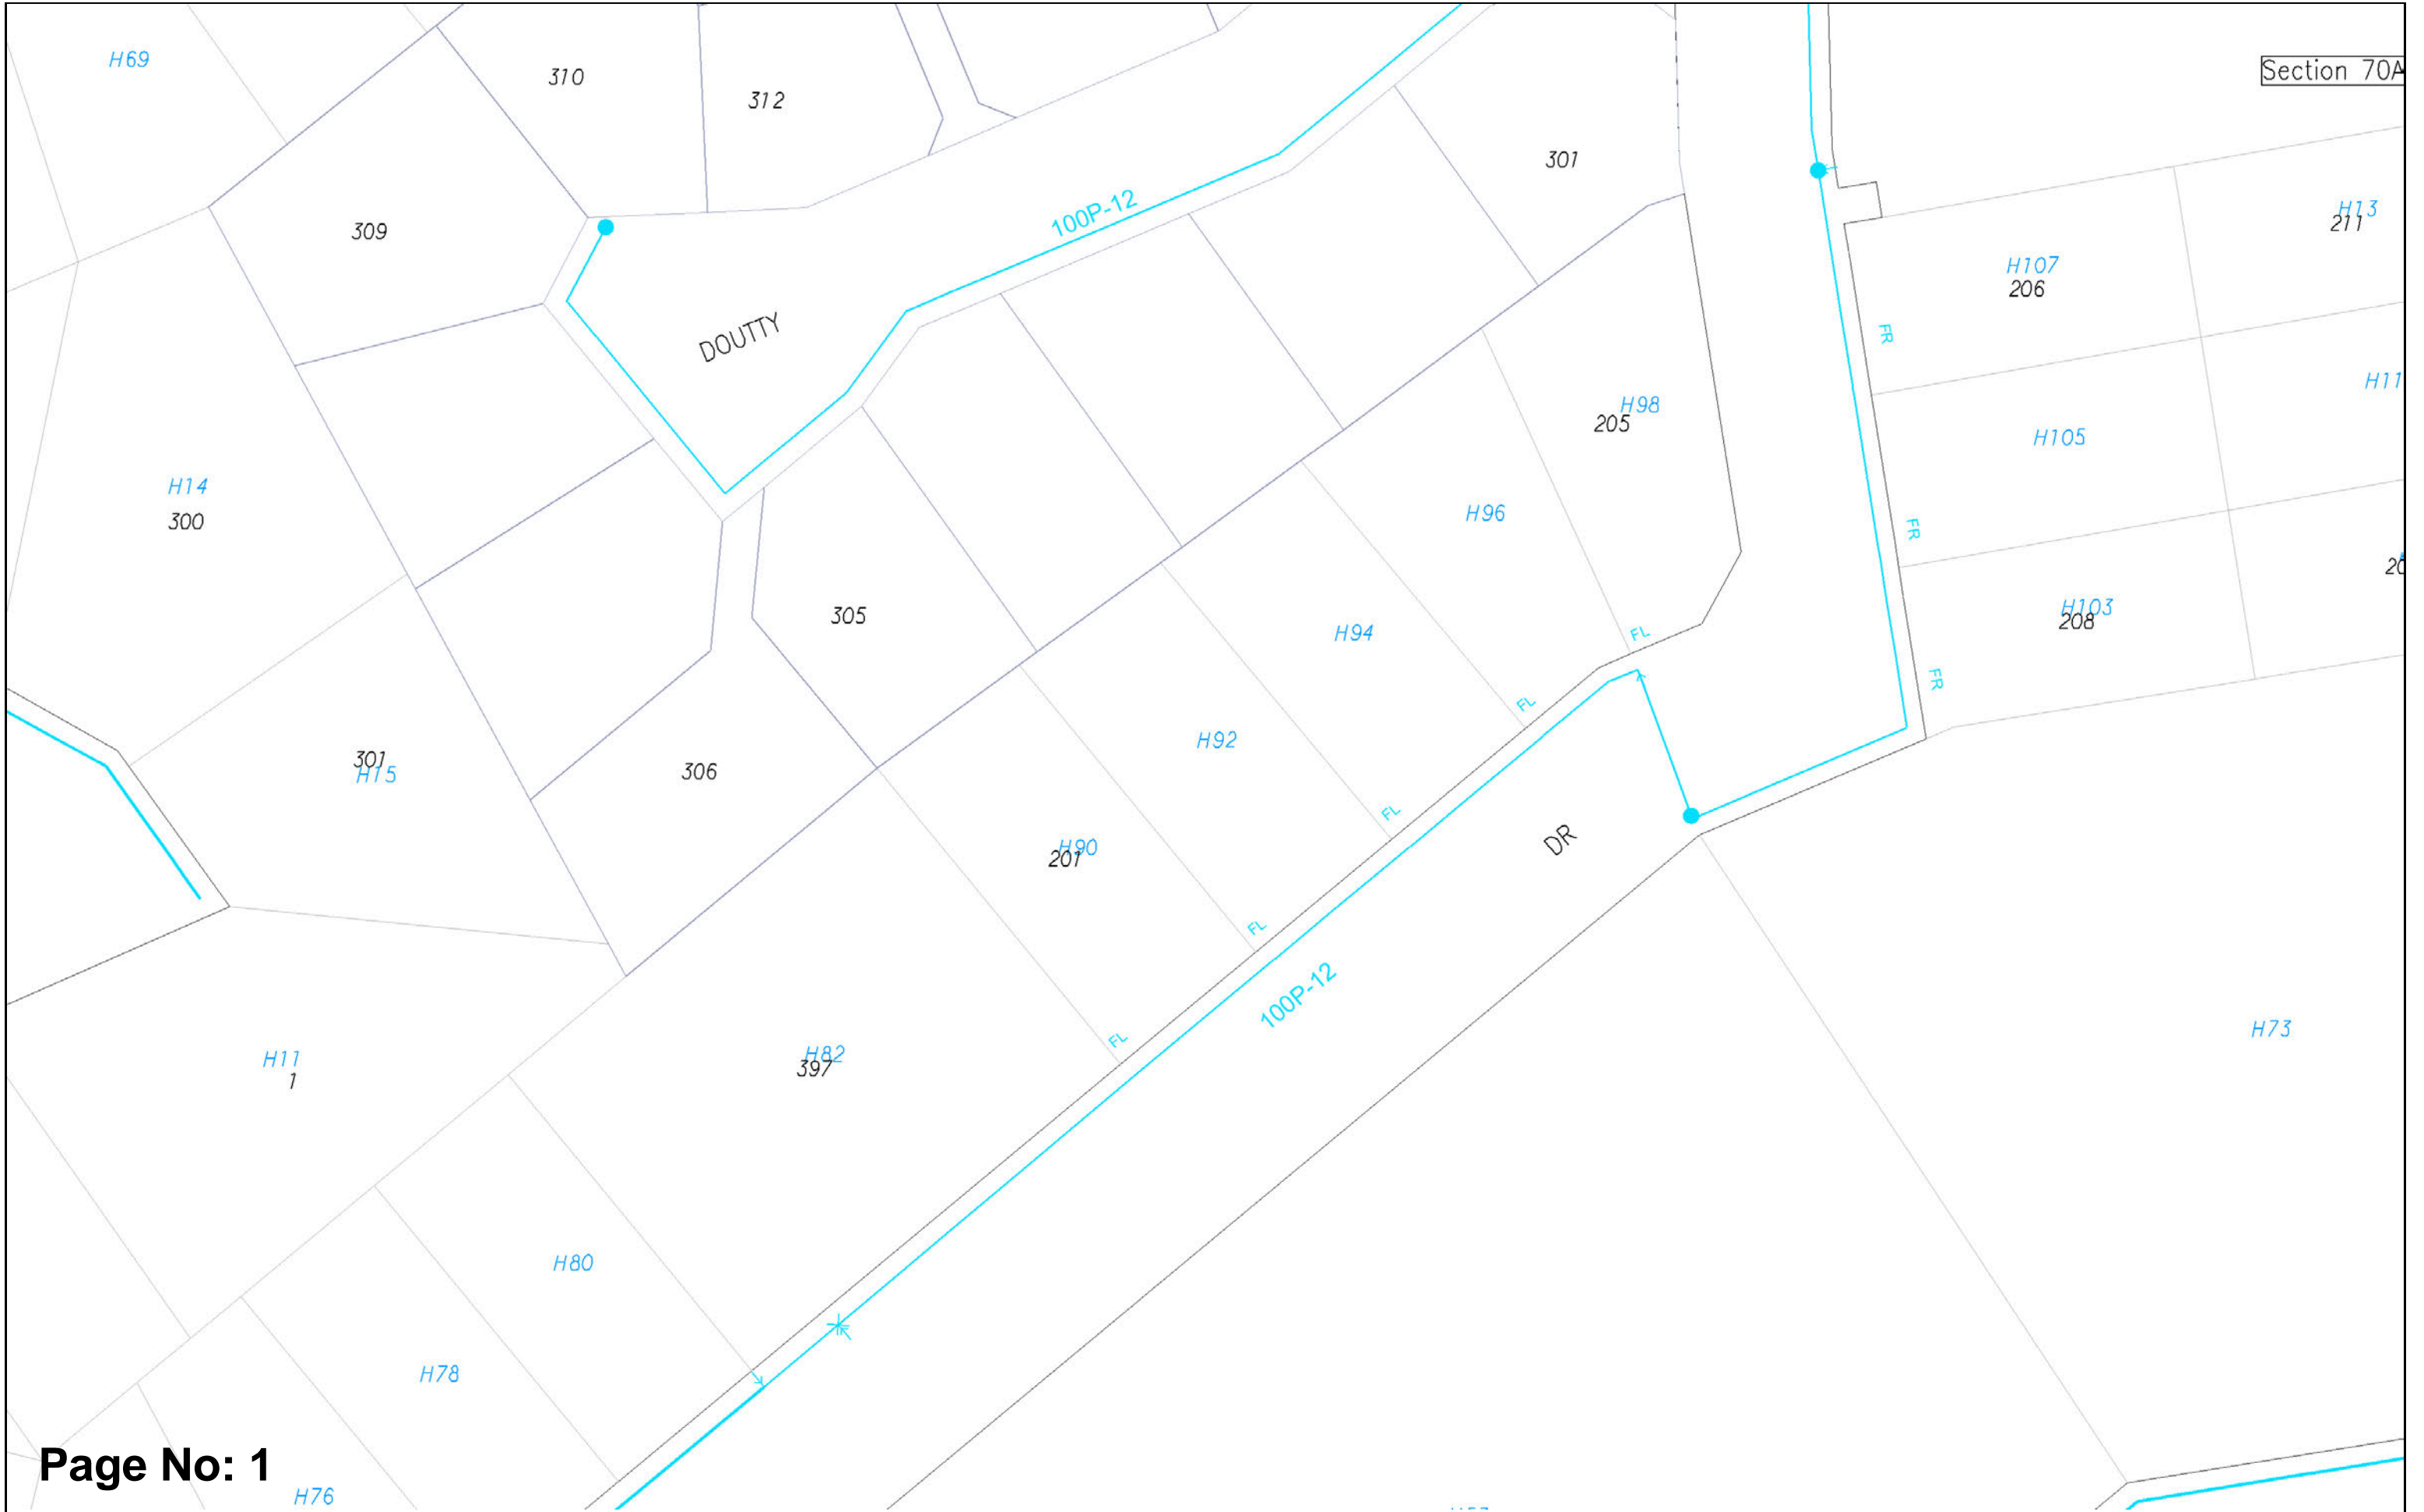 H69
310
312
Section 70A
301
309
100P-12
H13
211
H107
206
FR
DOUTTY
H11
H98
205
H105
H14
300
H96
FR
20
H103
208
305
H94
FL
FR
FL
H92
301
H15
306
FL
DR
H90
201
FL
100P-12
H73
FL
H11
1
H82
397
H80
H78
Page No: 1
H76